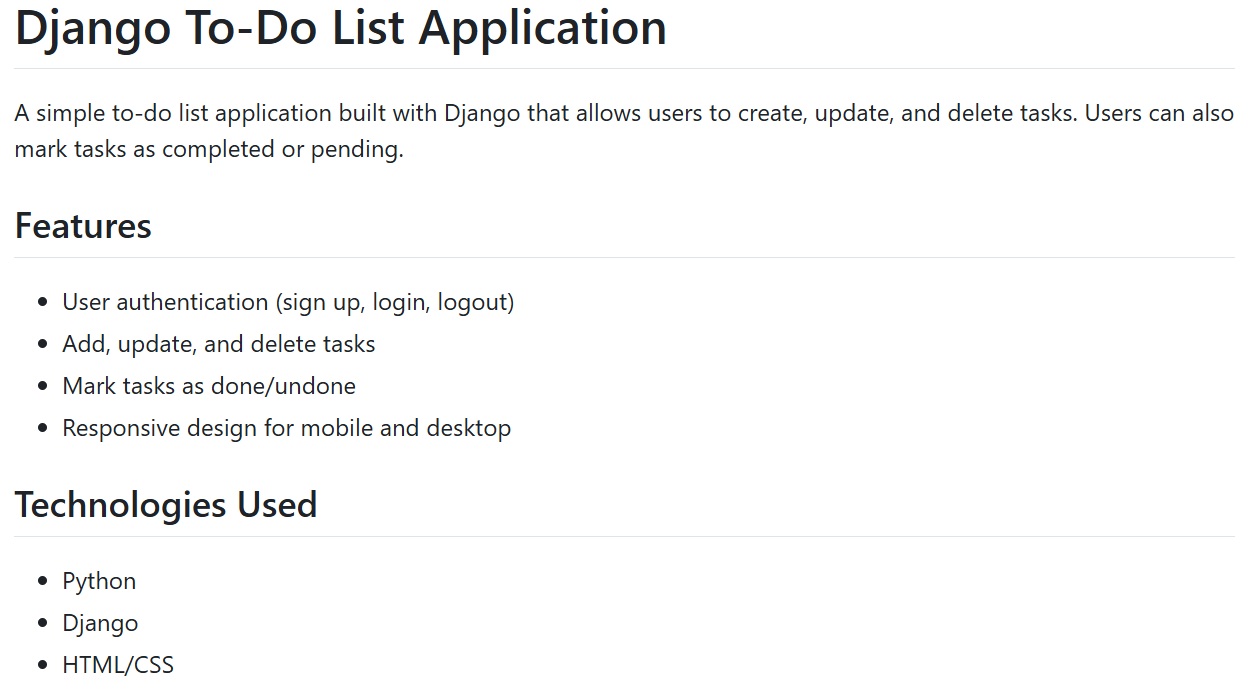 Django To-Do List Application
A simple to-do list application built with Django that allows users to create, update, and delete tasks. Users can also
mark tasks as completed or pending.
Features
User authentication (sign up, login, logout)
Add, update, and delete tasks
Mark tasks as done/undone
Responsive design for mobile and desktop
Technologies Used
Python
Django
HTML/CSS